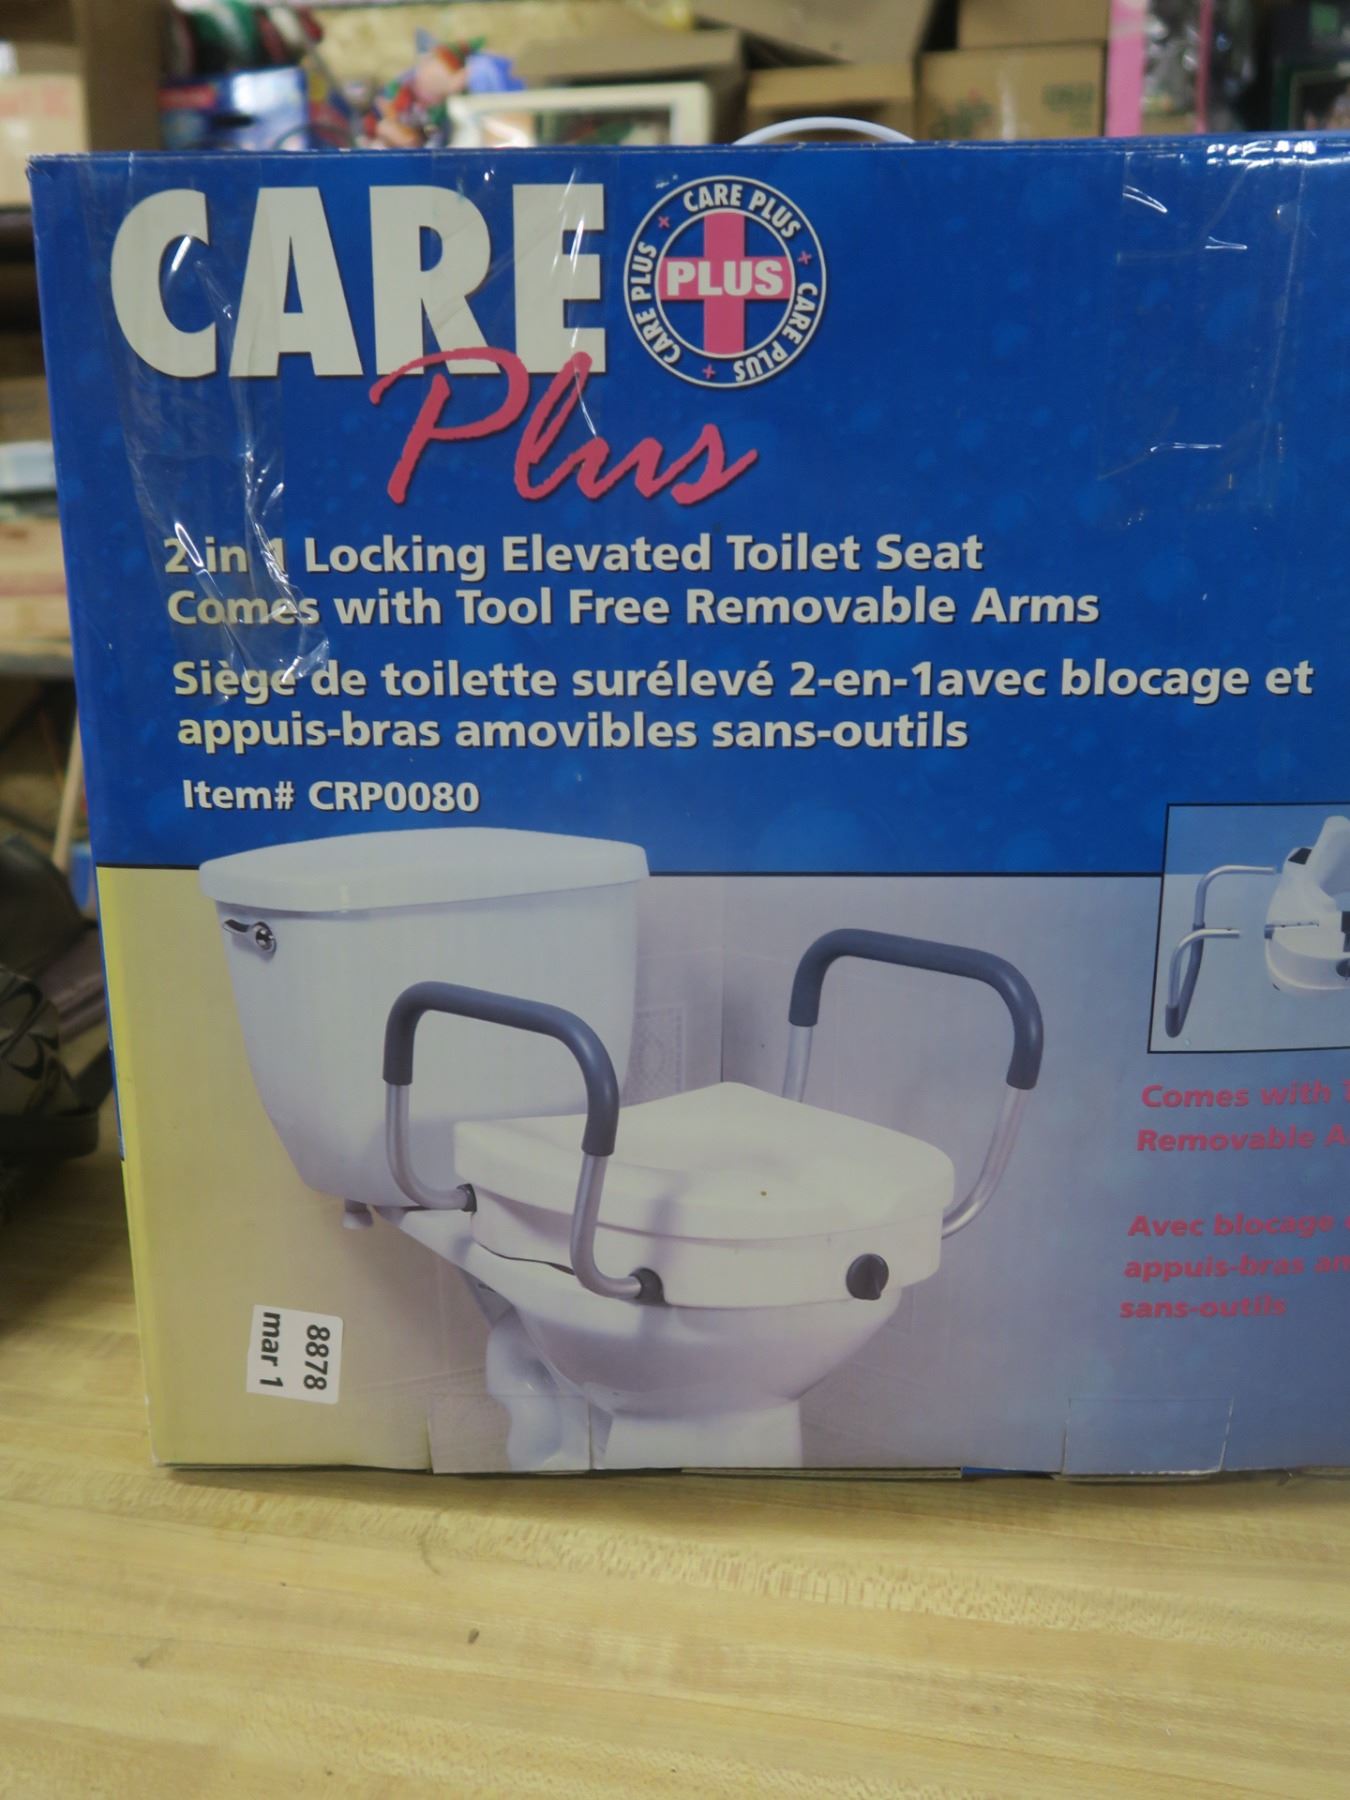 CARE
Plus
CARE PLUS + CARE PLUS + CARE PLUS +
PLUS
2 in 1 Locking Elevated Toilet Seat
Comes with Tool Free Removable Arms
Siège de toilette surélevé 2-en-1avec blocage et
appuis-bras amovibles sans-outils
Item# CRP0080
Comes with
Removable
Avec blocage
appuis-bras
sans-outils
8878
mar 1